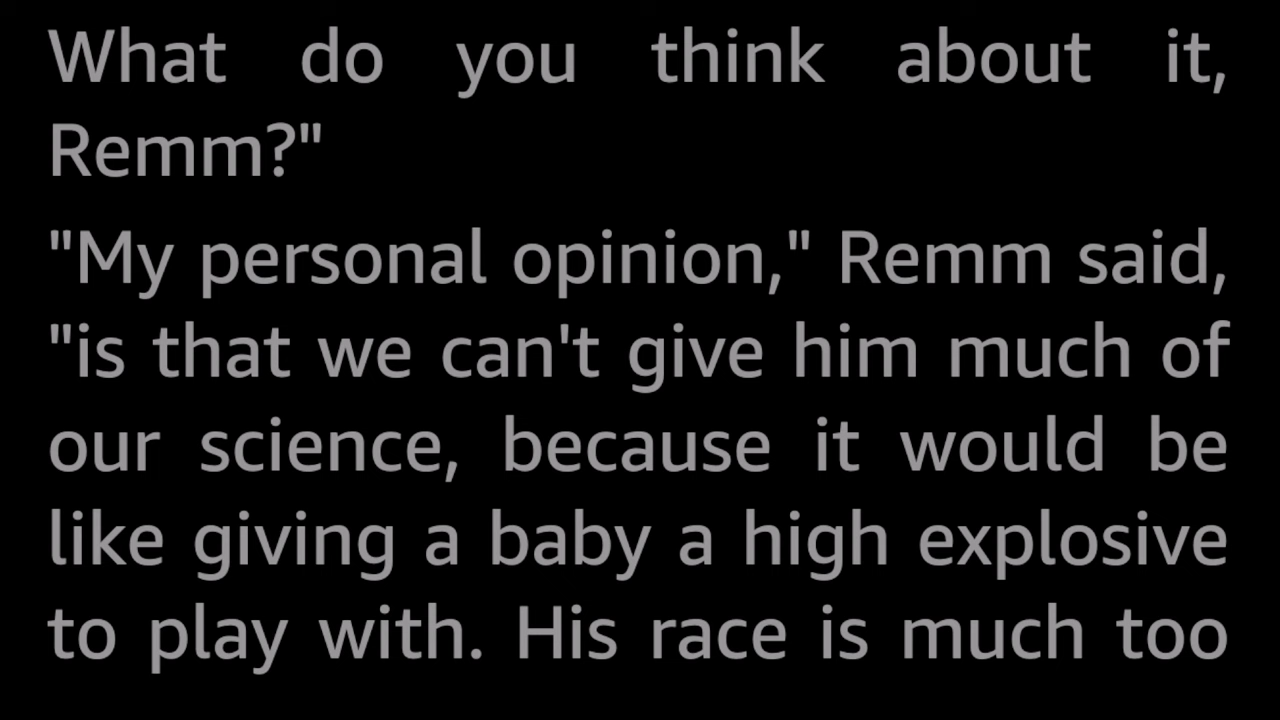 What do you think about it,
Remm?"
"My personal opinion," Remm said,
"is that we can't give him much of
our science, because it would be
like giving a baby a high explosive
to play with. His race is much too